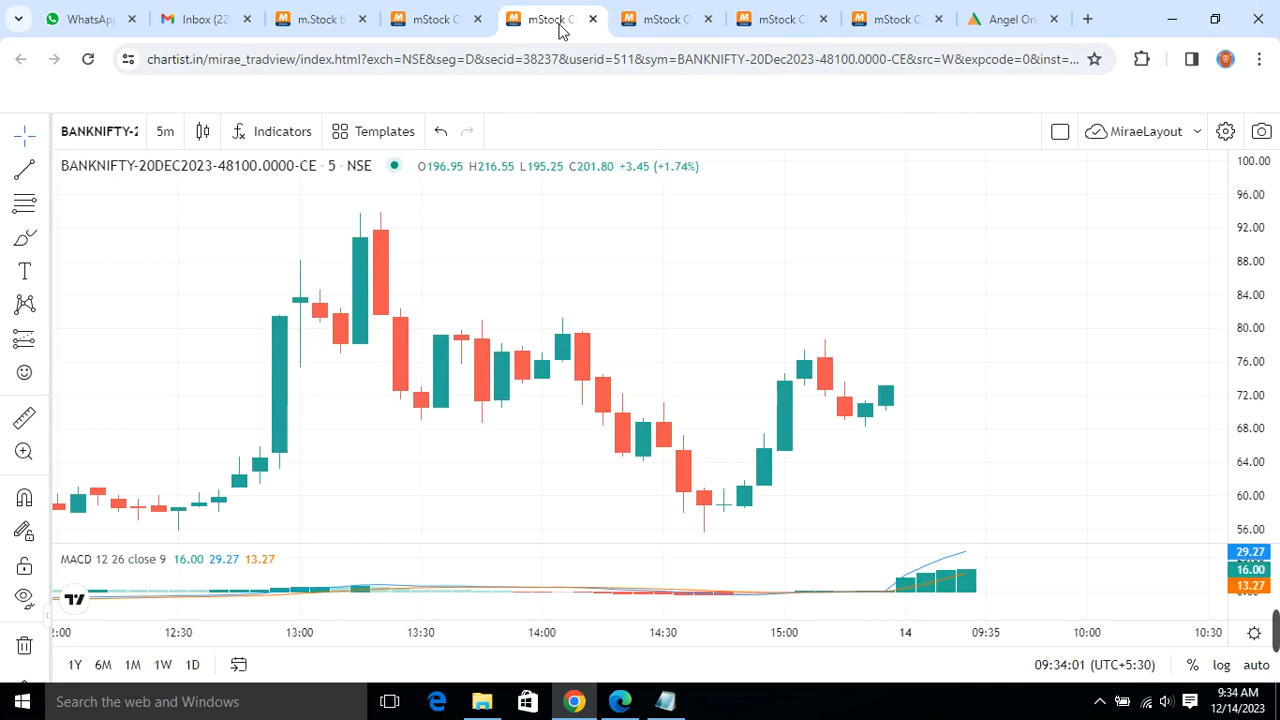 WhatsApp
Inbox (22
m.Stock b
mStock C
mStock C
mStock C
mStock C
mStock C
Angel On
chartist.in/mirae_tradview/index.html?exch=NSE&seg=D&secid=38237&userid=511&sym=BANKNIFTY-20Dec2023-48100.0000-CE&src=W&expcode=0&inst=...
BANKNIFTY-2
5m
Indicators
Templates
MiraeLayout
BANKNIFTY-20DEC2023-48100.0000-CE · 5 · NSE O196.95 H216.55 L195.25 C201.80 +3.45 (+1.74%)
100.00
96.00
92.00
88.00
84.00
80.00
76.00
72.00
68.00
64.00
60.00
56.00
MACD 12 26 close 9 16.00 29.27 13.27
29.27
16.00
13.27
2:00 12:30 13:00 13:30 14:00 14:30 15:00 14 09:35 10:00 10:30
1Y 6M 1M 1W 1D
09:34:01 (UTC+5:30) % log auto
Search the web and Windows
9:34 AM
12/14/2023